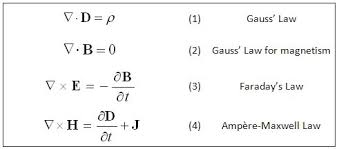 ∇ · D = ρ (1) Gauss' Law
∇ · B = 0 (2) Gauss' Law for magnetism
∇ × E = − ∂B/∂t (3) Faraday's Law
∇ × H = ∂D/∂t + J (4) Ampère-Maxwell Law